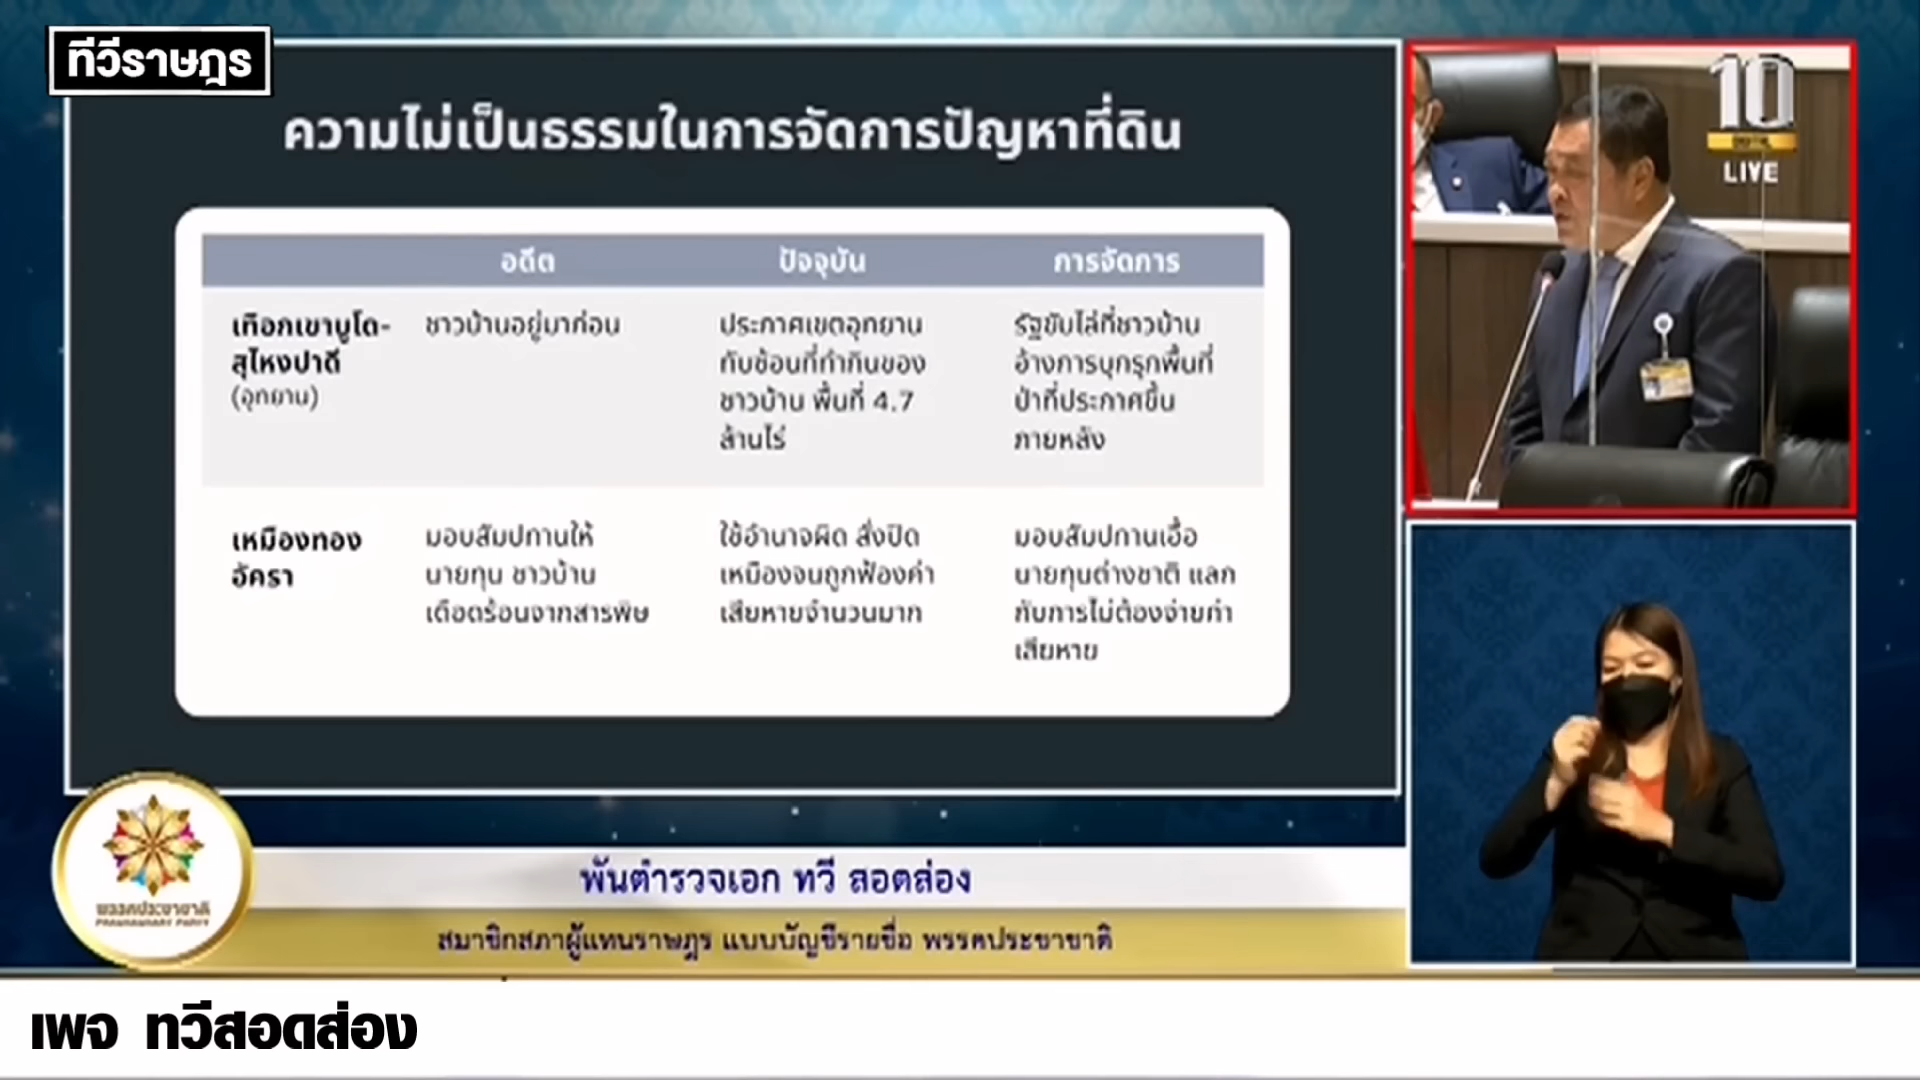 ทีวีราษฎร
10
LIVE
ความไม่เป็นธรรมในการจัดการปัญหาที่ดิน
อดีต ปัจจุบัน การจัดการ
เทือกเขาบูโด-
สุไหงปาดี
(อุทยาน)
ชาวบ้านอยู่มาก่อน
ประกาศเขตอุทยาน
ทับซ้อนที่ทำกินของ
ชาวบ้าน พื้นที่ 4.7
ล้านไร่
รัฐขับไล่ที่ชาวบ้าน
อ้างการบุกรุกพื้นที่
ป่าที่ประกาศขึ้น
ภายหลัง
เหมืองทอง
อัครา
มอบสัมปทานให้
นายทุน ชาวบ้าน
เดือดร้อนจากสารพิษ
ใช้อำนาจผิด สั่งปิด
เหมืองจนถูกฟ้องค่า
เสียหายจำนวนมาก
มอบสัมปทานเอื้อ
นายทุนต่างชาติ แลก
กับการไม่ต้องจ่ายค่า
เสียหาย
พรรคประชาชาติ
PRACHACHART PARTY
พันตำรวจเอก ทวี สอดส่อง
สมาชิกสภาผู้แทนราษฎร แบบบัญชีรายชื่อ พรรคประชาชาติ
เพจ ทวีสอดส่อง